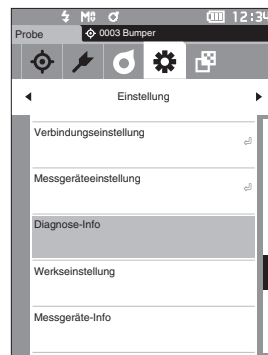 M 12:34
Probe 0003 Bumper
Einstellung
Verbindungseinstellung
Messgeräteeinstellung
Diagnose-Info
Werkseinstellung
Messgeräte-Info